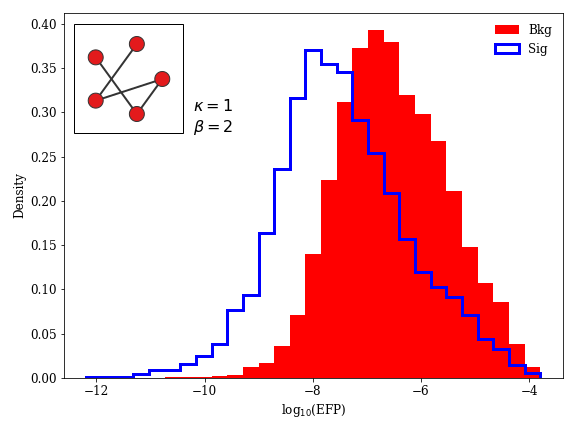 0.40
0.35
0.30
0.25
0.20
0.15
0.10
0.05
0.00
Density
κ = 1
β = 2
Bkg
Sig
−12 −10 −8 −6 −4
log₁₀(EFP)